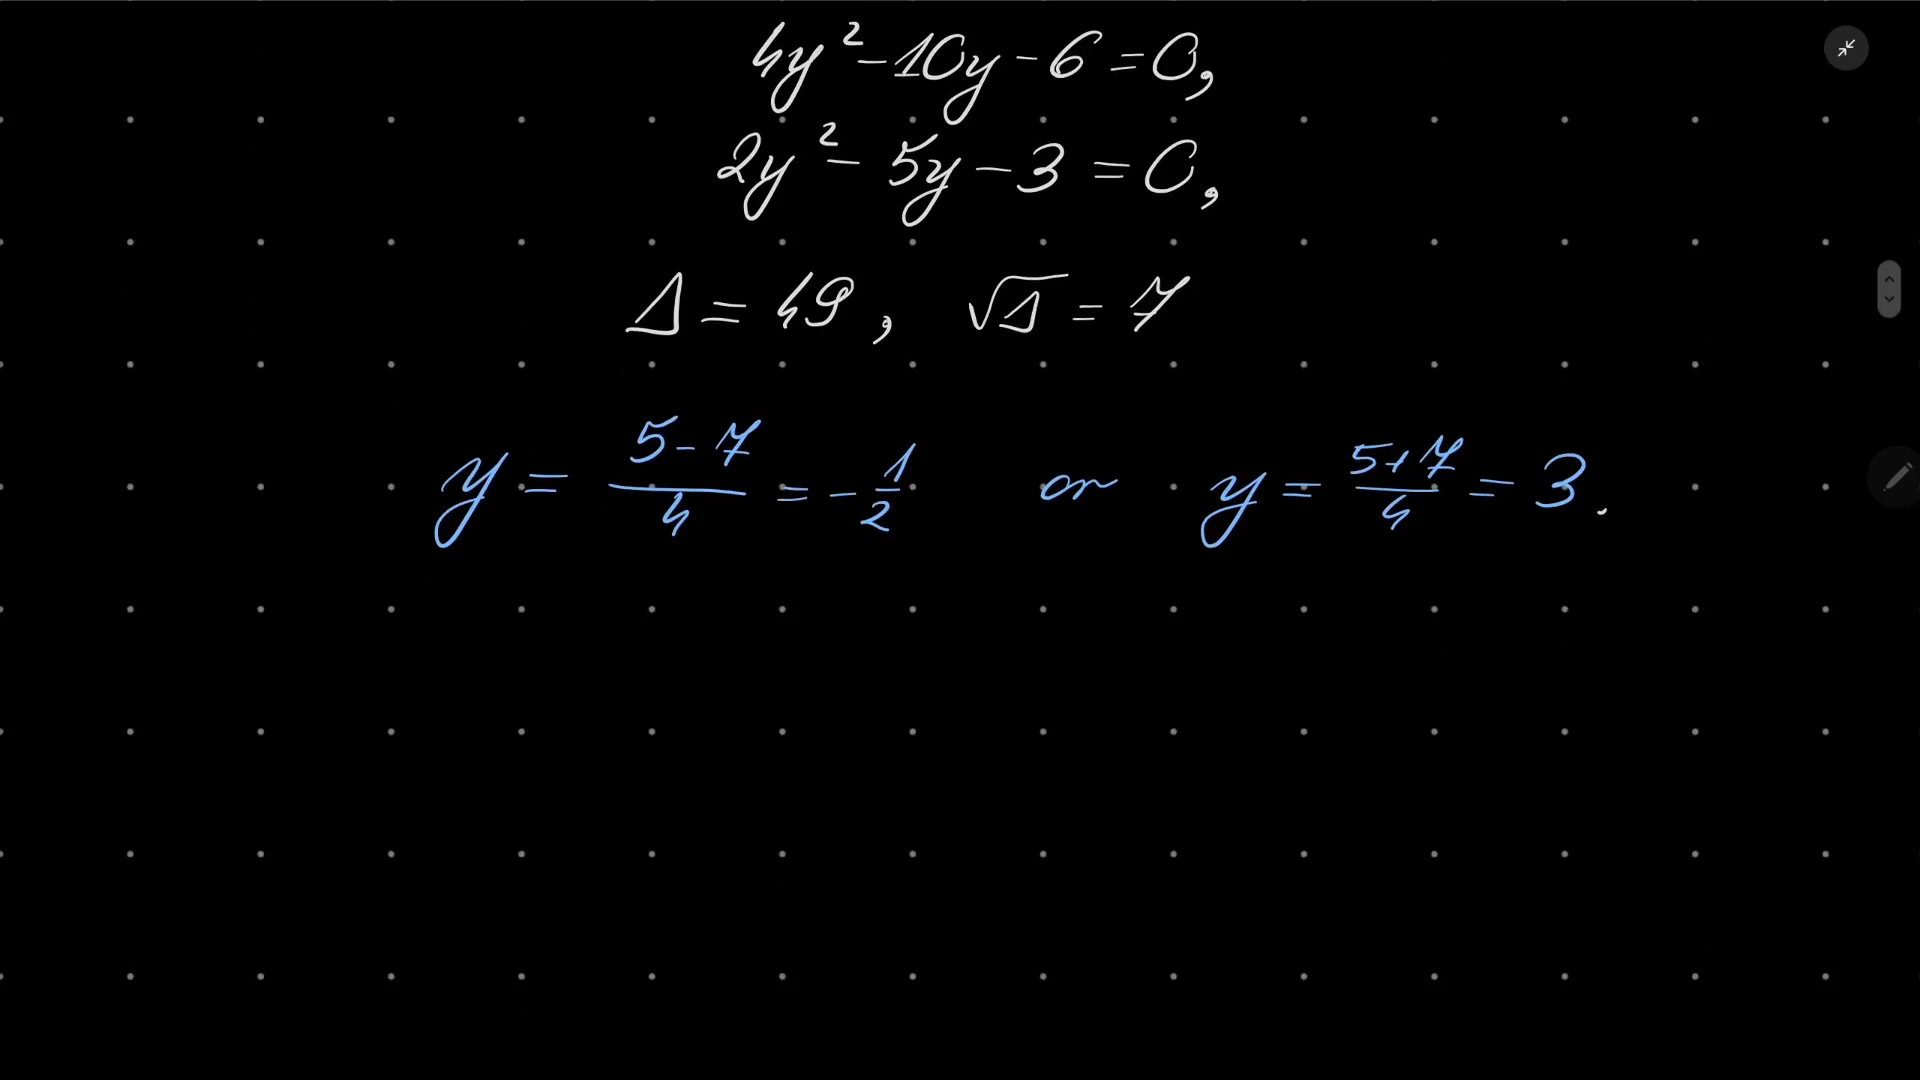 4y² - 10y - 6 = 0,
2y² - 5y - 3 = 0,
Δ = 49, √Δ = 7
y = (5 - 7)/4 = -1/2 or y = (5 + 7)/4 = 3.